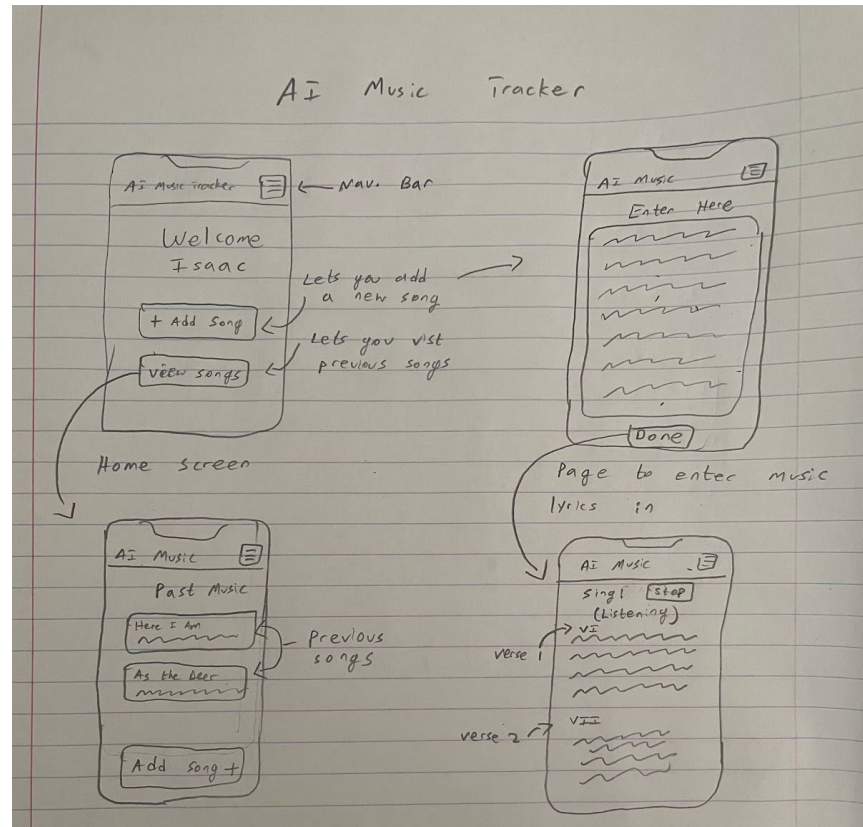 AI Music Tracker
AI Music Tracker
← Nav. Bar
Welcome
Isaac
Lets you add
a new song
+ Add Song
Lets you vist
previous songs
view songs
Home screen
AI Music
Enter Here
Done
Page to enter music
lyrics in
AI Music
Past Music
Here I Am
As the Deer
Previous
songs
Add Song +
AI Music
Sing! Stop
(Listening)
verse 1
VI
verse 2
VII